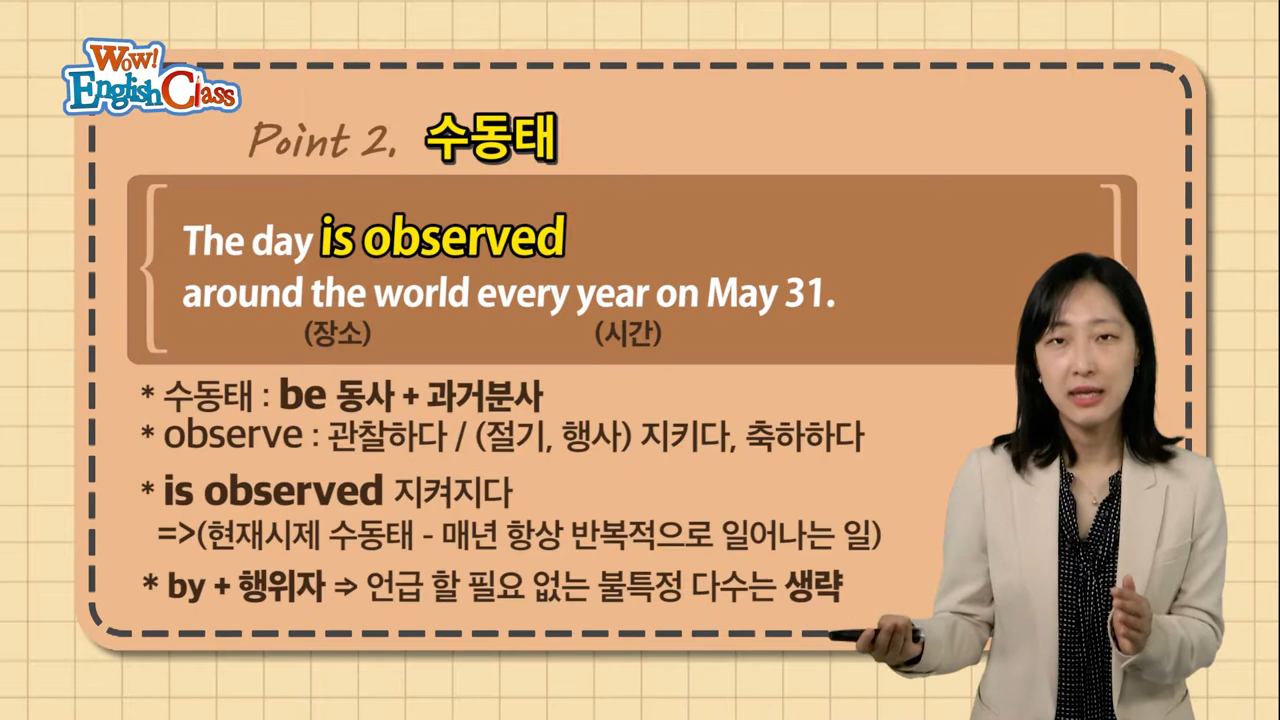 Wow!
English Class
Point 2. 수동태
The day is observed
around the world every year on May 31.
(장소) (시간)
* 수동태 : be 동사 + 과거분사
* observe : 관찰하다 / (절기, 행사) 지키다, 축하하다
* is observed 지켜지다
=>(현재시제 수동태 - 매년 항상 반복적으로 일어나는 일)
* by + 행위자 ⇒ 언급 할 필요 없는 불특정 다수는 생략